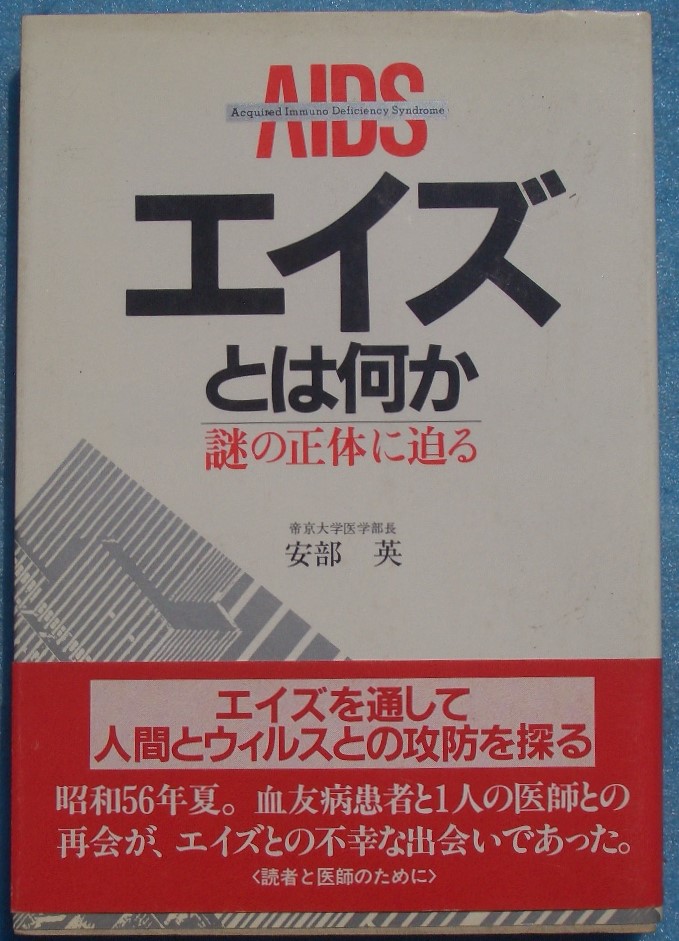 AIDS
Acquired Immuno Deficiency Syndrome
エイズ
とは何か
謎の正体に迫る
帝京大学医学部長
安部 英
エイズを通して
人間とウィルスとの攻防を探る
昭和56年夏。血友病患者と1人の医師との
再会が、エイズとの不幸な出会いであった。
〈読者と医師のために〉